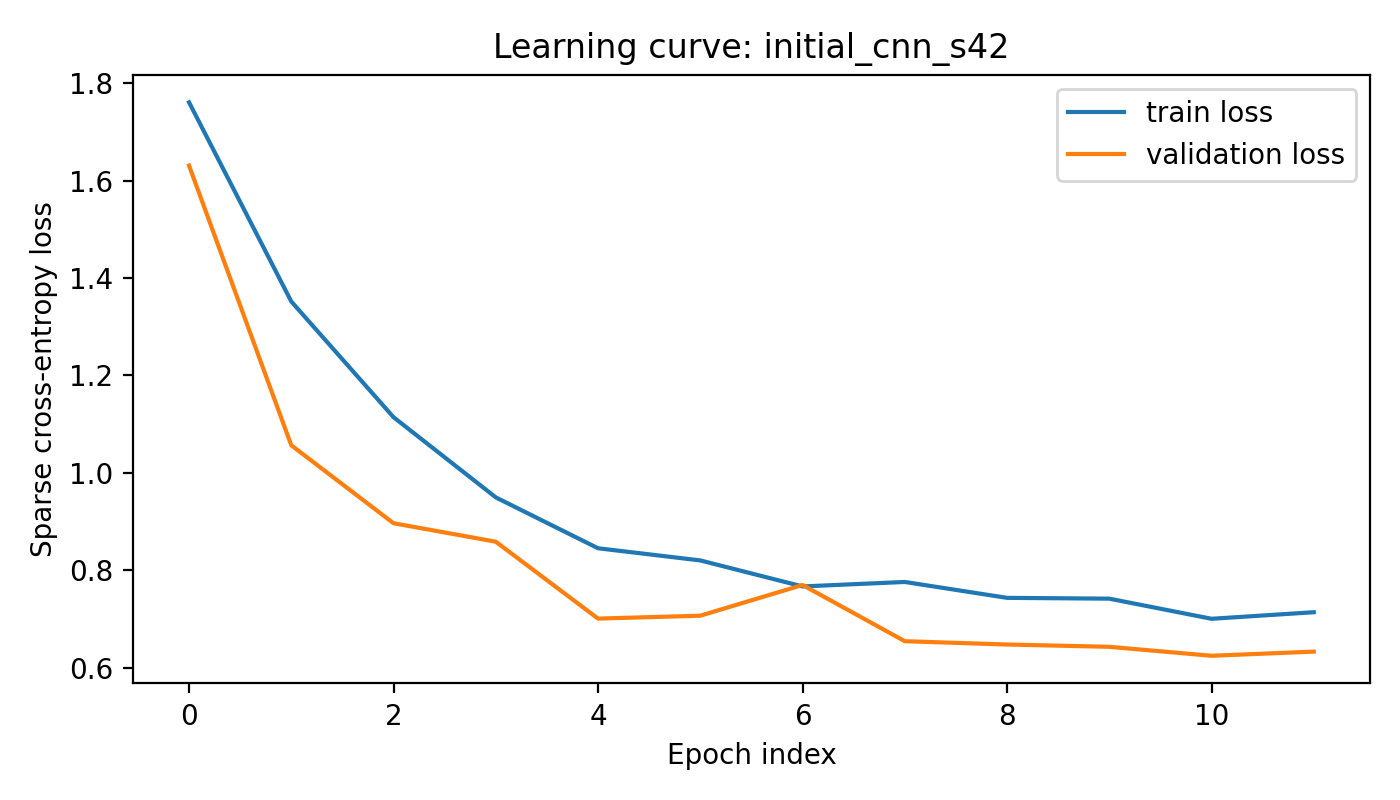 Learning curve: initial_cnn_s42
train loss
validation loss
Sparse cross-entropy loss
1.8
1.6
1.4
1.2
1.0
0.8
0.6
0 2 4 6 8 10
Epoch index